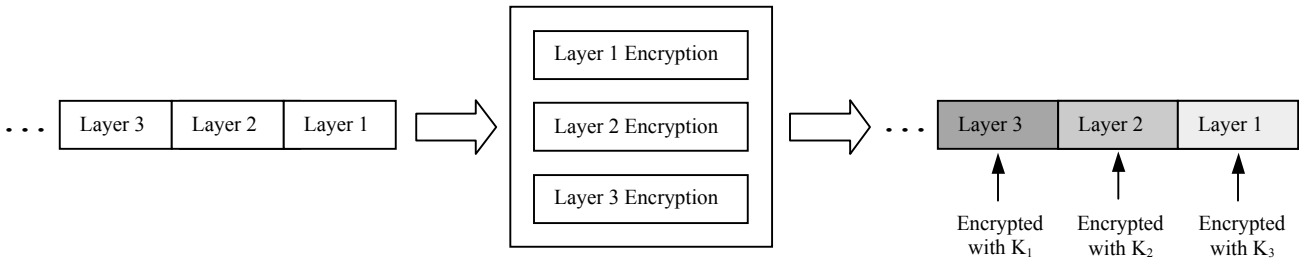 Layer 1 Encryption
Layer 2 Encryption
Layer 3 Encryption
. . . Layer 3 Layer 2 Layer 1
. . . Layer 3 Layer 2 Layer 1
Encrypted with K₁
Encrypted with K₂
Encrypted with K₃